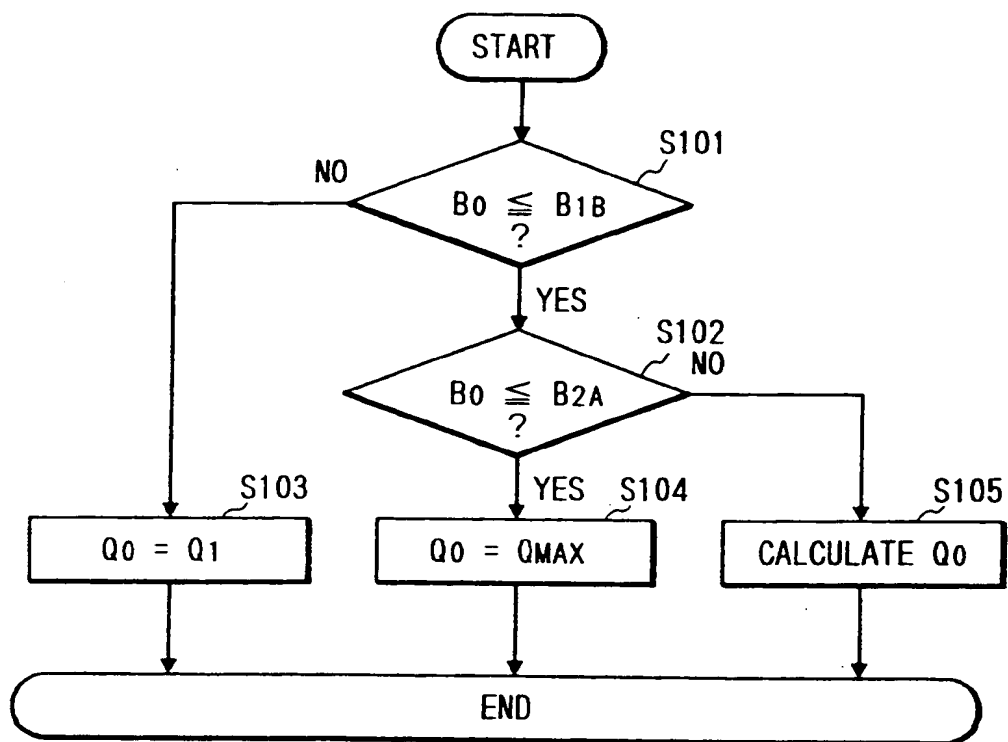 START
S101
NO
B0 ≦ B1B
?
YES
S102
NO
B0 ≦ B2A
?
YES
S103
S104
S105
Q0 = Q1
Q0 = QMAX
CALCULATE Q0
END